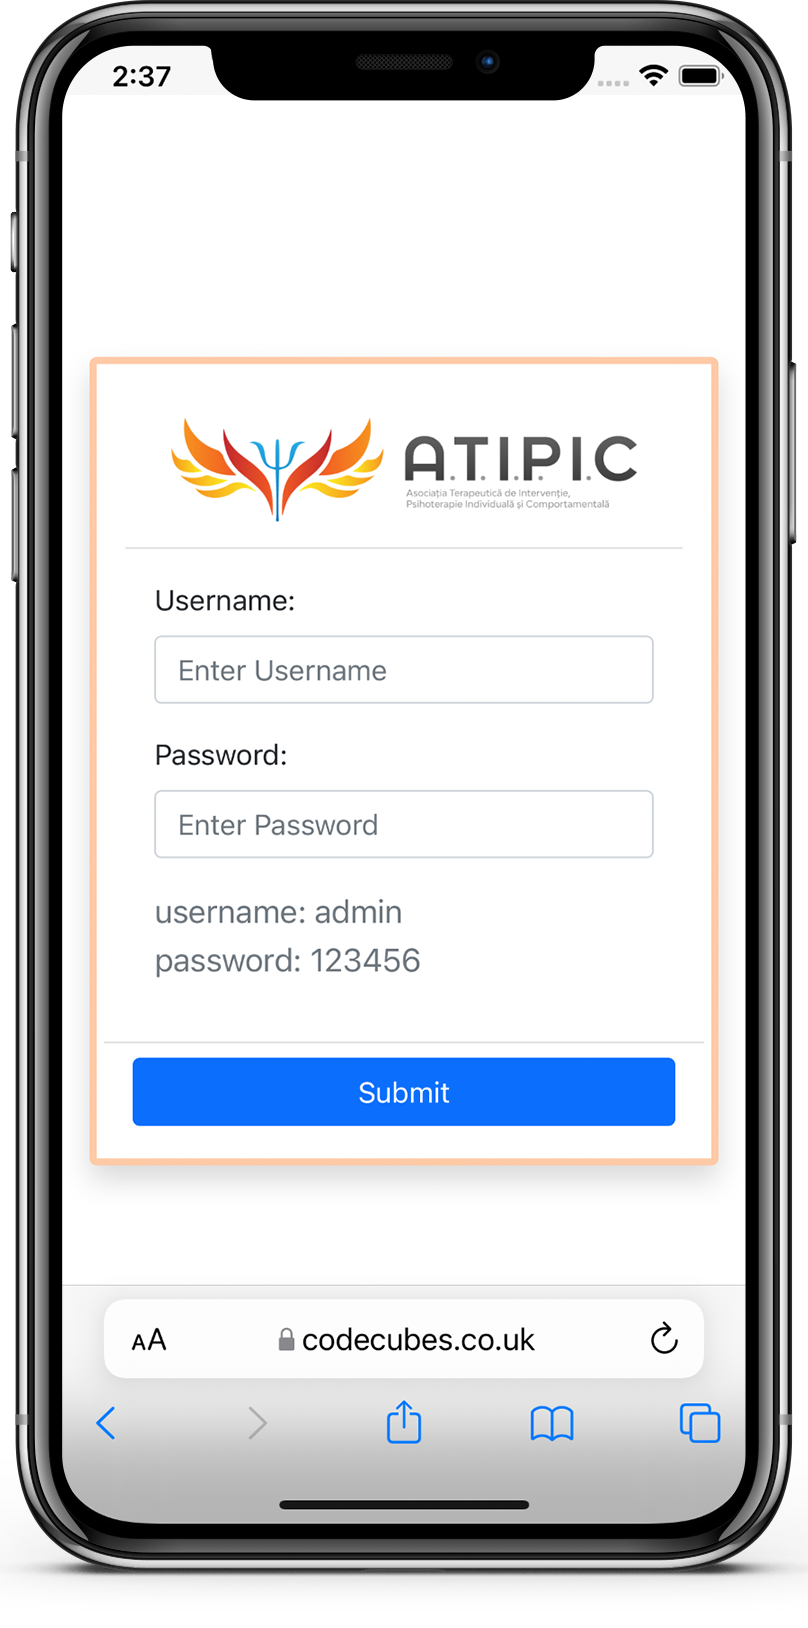 2:37
A.T.I.P.I.C
Asociația Terapeutică de Intervenție,
Psihoterapie Individuală și Comportamentală
Username:
Enter Username
Password:
Enter Password
username: admin
password: 123456
Submit
AA
codecubes.co.uk